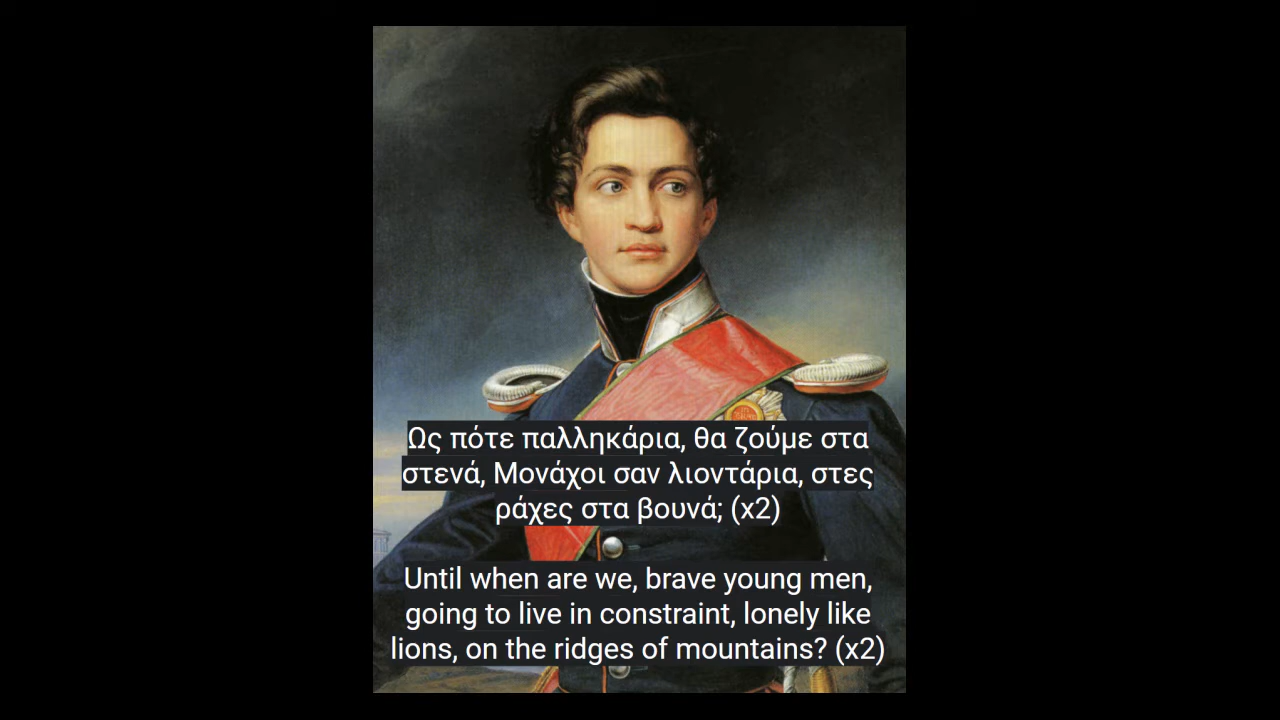 Ως πότε παλληκάρια, θα ζούμε στα
στενά, Μονάχοι σαν λιοντάρια, στες
ράχες στα βουνά; (x2)
Until when are we, brave young men,
going to live in constraint, lonely like
lions, on the ridges of mountains? (x2)